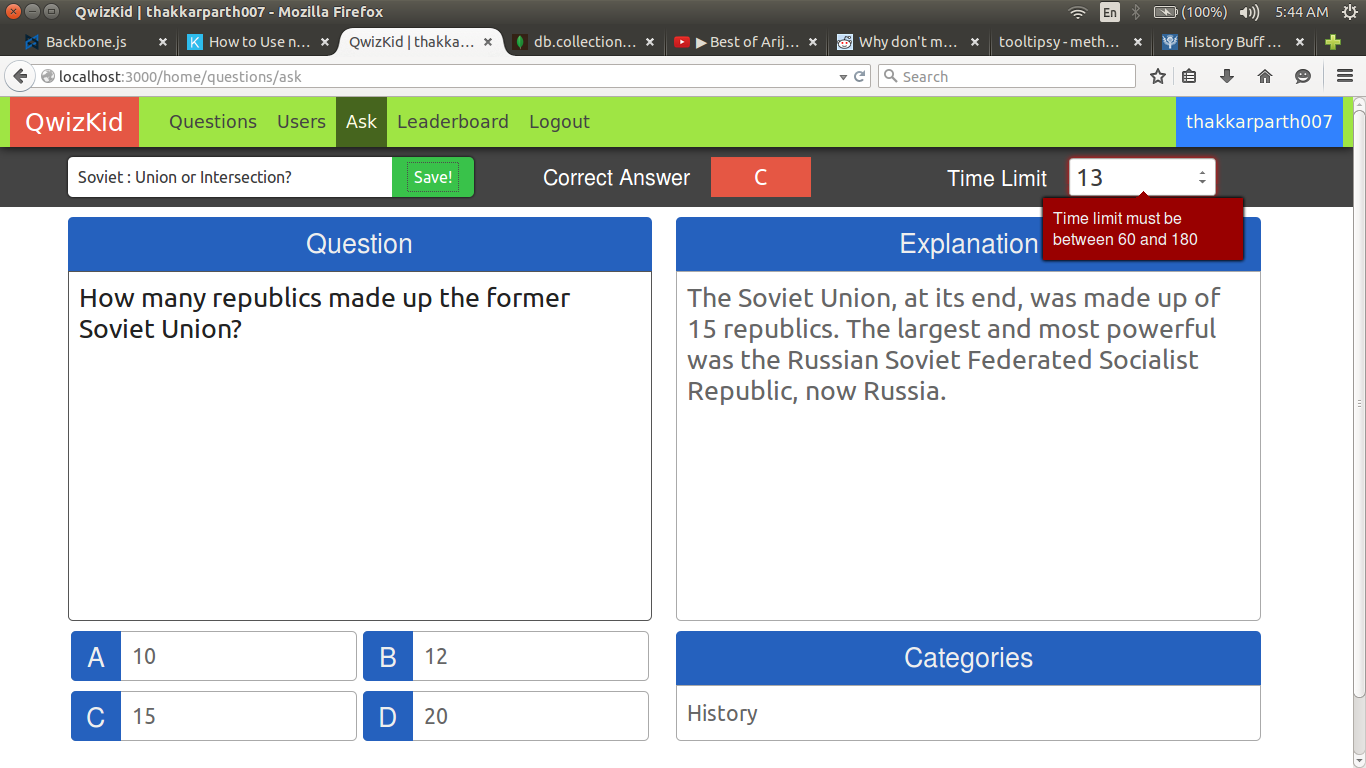 QwizKid | thakkarparth007 - Mozilla Firefox
En
(100%)
5:44 AM
Backbone.js
How to Use n...
QwizKid | thakka...
db.collection...
▶ Best of Arij...
Why don't m...
tooltipsy - meth...
History Buff ...
localhost:3000/home/questions/ask
Search
QwizKid
Questions
Users
Ask
Leaderboard
Logout
thakkarparth007
Soviet : Union or Intersection?
Save!
Correct Answer
C
Time Limit
13
Time limit must be
between 60 and 180
Question
How many republics made up the former
Soviet Union?
Explanation
The Soviet Union, at its end, was made up of
15 republics. The largest and most powerful
was the Russian Soviet Federated Socialist
Republic, now Russia.
A
10
B
12
C
15
D
20
Categories
History